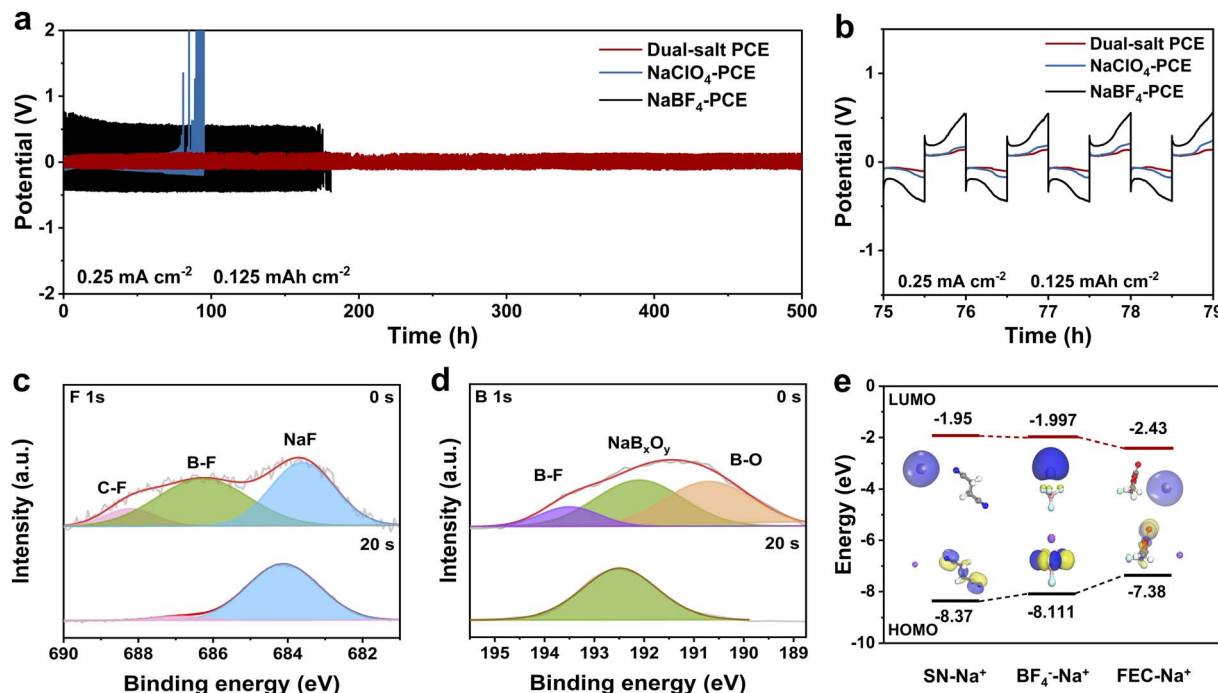 a
2
1
0
-1
-2
Potential (V)
Dual-salt PCE
NaClO₄-PCE
NaBF₄-PCE
0.25 mA cm⁻² 0.125 mAh cm⁻²
0 100 200 300 400 500
Time (h)
b
1
0
-1
Potential (V)
Dual-salt PCE
NaClO₄-PCE
NaBF₄-PCE
0.25 mA cm⁻² 0.125 mAh cm⁻²
75 76 77 78 79
Time (h)
c
Intensity (a.u.)
F 1s
0 s
C-F
B-F
NaF
20 s
690 688 686 684 682
Binding energy (eV)
d
Intensity (a.u.)
B 1s
0 s
B-F
NaBₓOᵧ
B-O
20 s
195 194 193 192 191 190 189
Binding energy (eV)
e
0
-2
-4
-6
-8
-10
Energy (eV)
LUMO
-1.95
-1.997
-2.43
-8.37
-8.111
-7.38
HOMO
SN-Na⁺ BF₄⁻-Na⁺ FEC-Na⁺